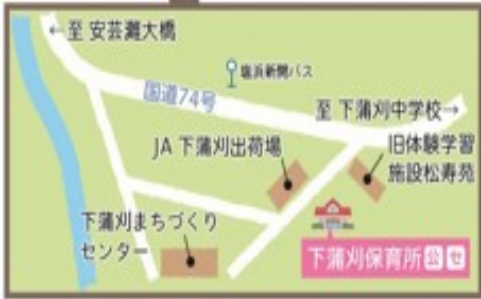 ←至 安芸灘大橋
塩浜新開バス
国道74号
至 下蒲刈中学校→
JA 下蒲刈出荷場
旧体験学習
施設松寿苑
下蒲刈まちづくり
センター
下蒲刈保育所 公 セ